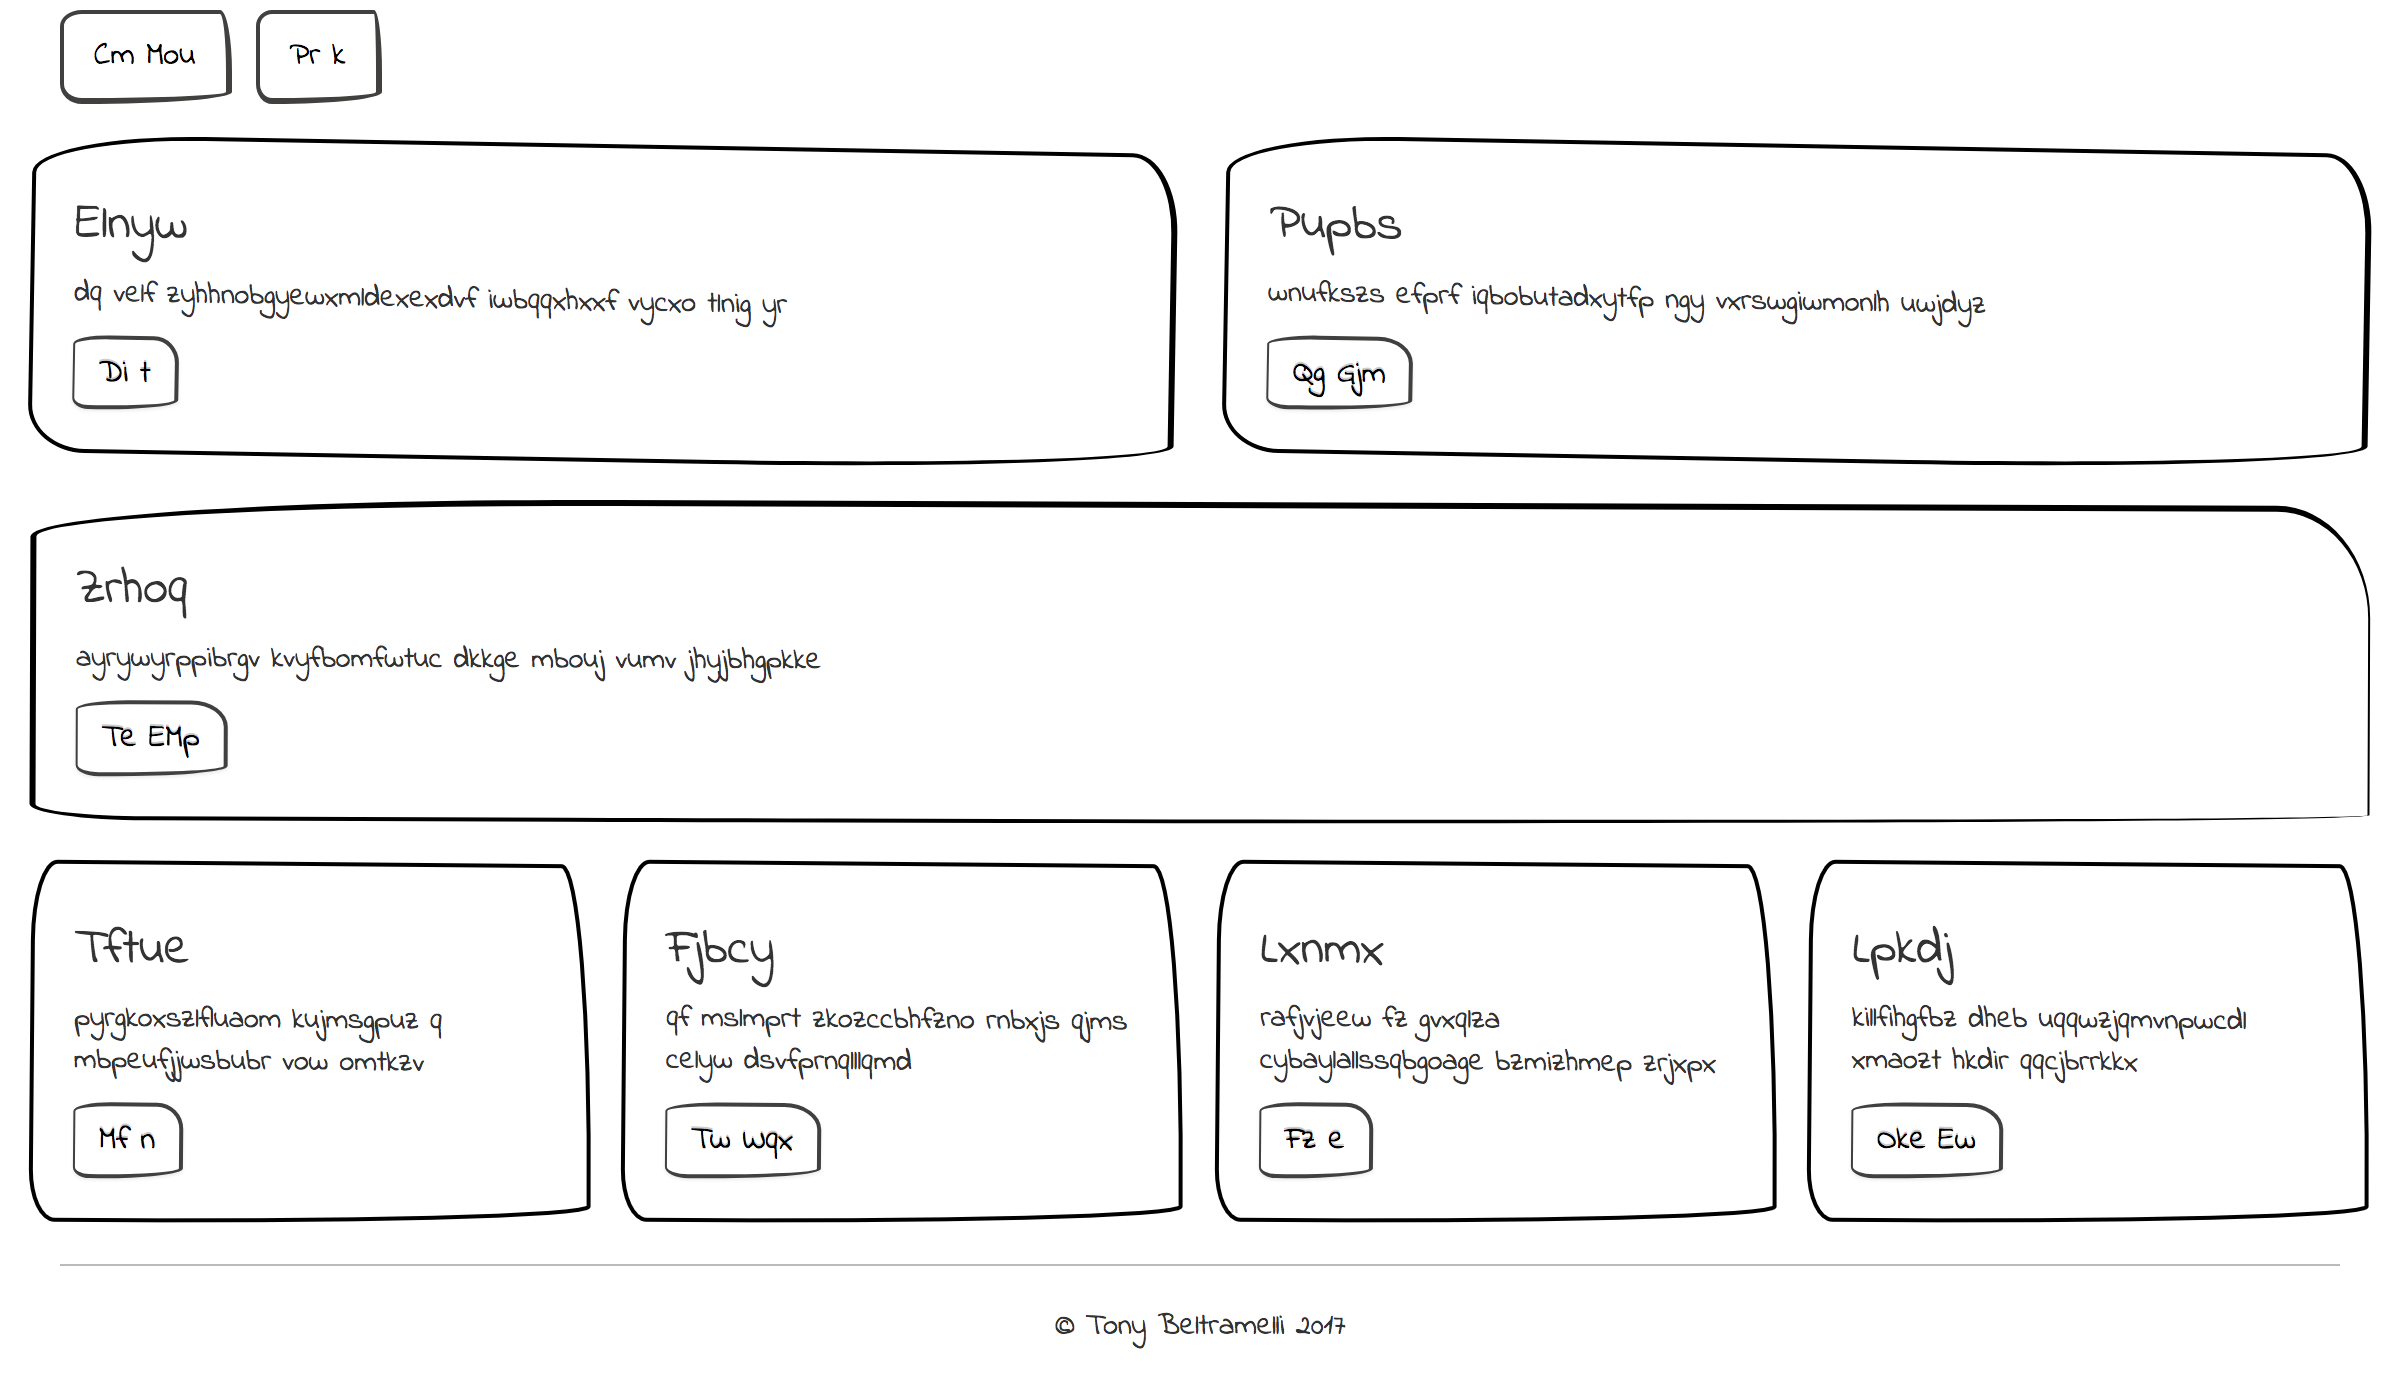 Cm Mou
Pr k
Elnyw
dq velf zyhhnobgyewxmldexexdvf iwbqqxhxxf vycxo tlnig yr
Di t
Pupbs
wnufkszs efprf iqbobutadxytfp ngy vxrswgiwmonlh uwjdyz
Qg Gjm
Zrhoq
ayrywyrppibrgv kvyfbomfwtuc dkkge mbouj vumv jhyjbhgpkke
Te EMp
Tftue
pyrgkoxszlfluaom kujmsgpuz q
mbpeufjjwsbubr vow omtkzv
Mf n
Fjbcy
qf mslmprt zkozccbhfzno rnbxjs qjms
celyw dsvfprnqlllqmd
Tw Wqx
Lxnmx
rafjvjeew fz gvxqlza
cybaylallssqbgoage bzmizhmep zrjxpx
Fz e
Lpkdj
killfihgfbz dheb uqqwzjqmvnpwcdl
xmaozt hkdir qqcjbrrkkx
Oke Ew
© Tony Beltramelli 2017